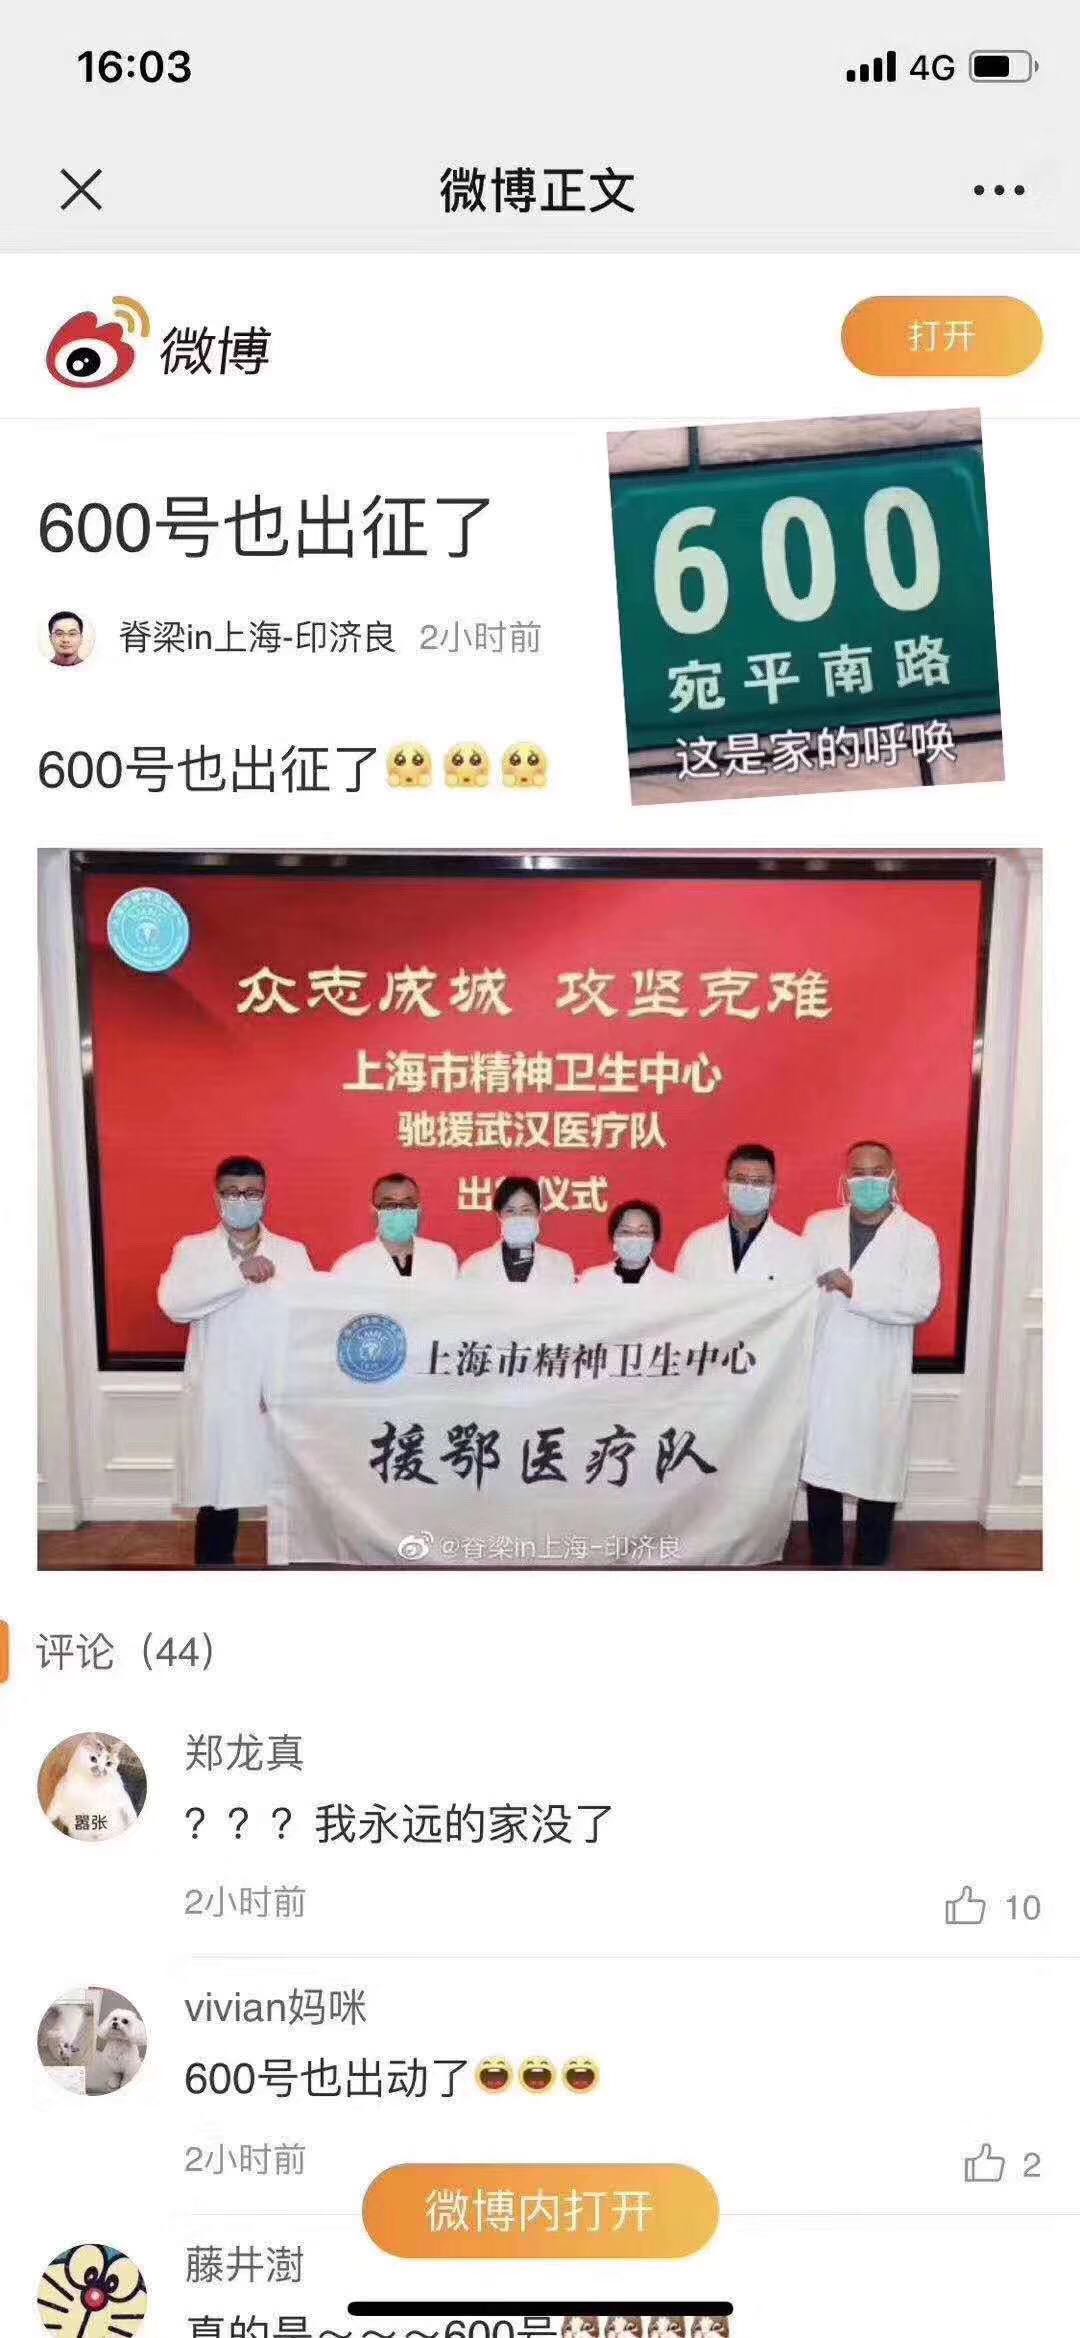 16:03
4G
微博正文
微博
打开
600号也出征了
脊梁in上海-印济良 2小时前
600号也出征了
600
宛平南路
这是家的呼唤
众志成城 攻坚克难
上海市精神卫生中心
驰援武汉医疗队
出 仪式
上海市精神卫生中心
援鄂医疗队
@脊梁in上海-印济良
评论（44）
嚣张
郑龙真
？？？我永远的家没了
2小时前
10
vivian妈咪
600号也出动了
2小时前
2
微博内打开
藤井澍
真的是～～～600号